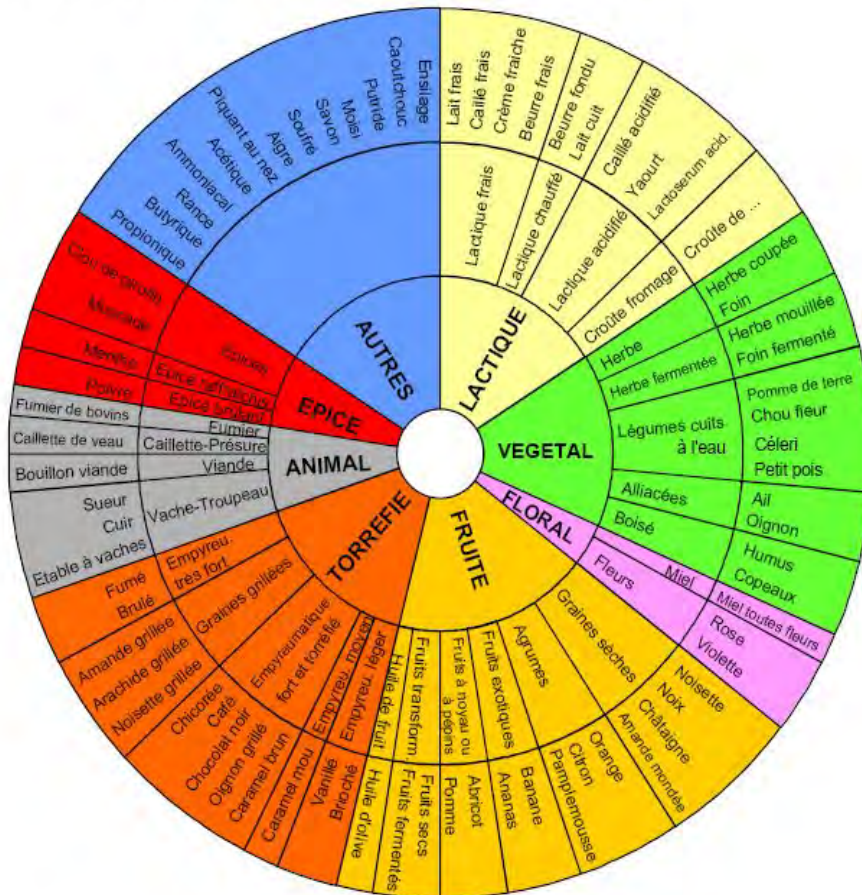 LACTIQUE
Lactique frais
Lait frais
Caillé frais
Crème fraiche
Beurre frais
Lactique chauffé
Beurre fondu
Lait cuit
Lactique acidifié
Caillé acidifié
Yaourt
Lactoserum acid.
Croûte fromage
Croûte de ...
VEGETAL
Herbe
Herbe coupée
Foin
Herbe fermentée
Herbe mouillée
Foin fermenté
Légumes cuits
à l'eau
Pomme de terre
Chou fleur
Céleri
Petit pois
Alliacées
Ail
Oignon
Boisé
Humus
Copeaux
FLORAL
Miel
Miel toutes fleurs
Fleurs
Rose
Violette
FRUITE
Graines sèches
Noisette
Noix
Châtaigne
Amande mondée
Agrumes
Orange
Citron
Pamplemousse
Fruits exotiques
Banane
Ananas
Fruits à noyau ou
à pépins
Abricot
Pomme
Fruits transform.
Fruits secs
Fruits fermentés
Huile de fruit
Huile d'olive
TORREFIE
Empyreu. léger
Vanille
Brioché
Empyreu. moyen
Caramel mou
Empyreumatique
fort et torréfié
Chicorée
Café
Chocolat noir
Oignon grillé
Caramel brun
Graines grillées
Amande grillée
Arachide grillée
Noisette grillée
Empyreu.
très fort
Fumé
Brulé
ANIMAL
Vache-Troupeau
Sueur
Cuir
Etable à vaches
Viande
Bouillon viande
Caillette-Présure
Caillette de veau
Fumier
Fumier de bovins
EPICE
Epice brulant
Poivre
Epice rafraîchis.
Menthe
Epices
Clou de girofle
Muscade
AUTRES
Propionique
Butyrique
Rance
Ammoniacal
Acétique
Piquant au nez
Aigre
Soufre
Savon
Moisi
Putride
Caoutchouc
Ensilage